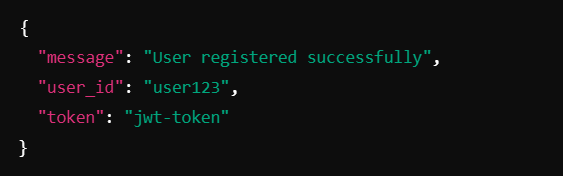 {
"message": "User registered successfully",
"user_id": "user123",
"token": "jwt-token"
}